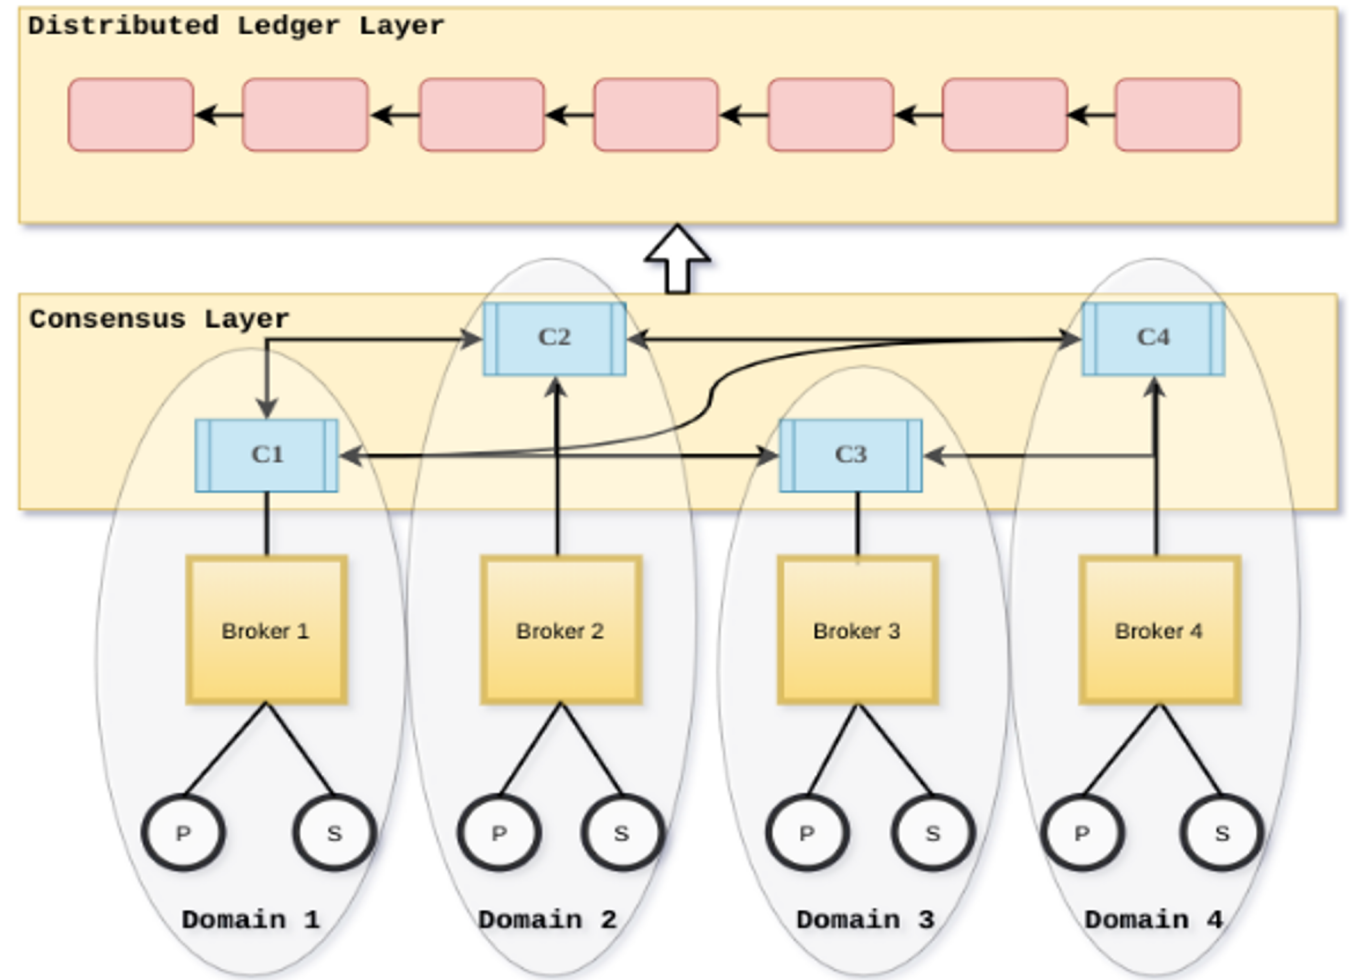 Distributed Ledger Layer
Consensus Layer
C2
C4
C1
C3
Broker 1
Broker 2
Broker 3
Broker 4
P
S
P
S
P
S
P
S
Domain 1
Domain 2
Domain 3
Domain 4